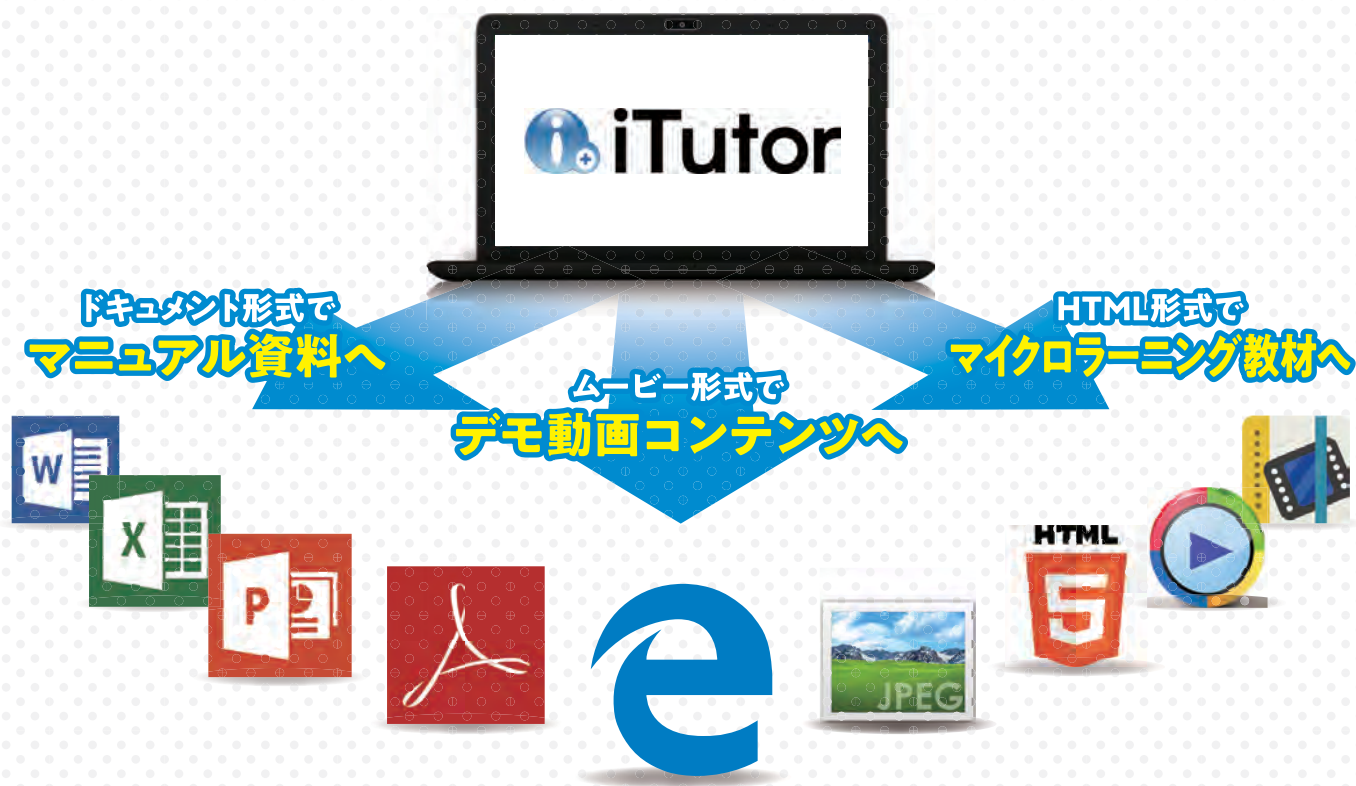 iTutor
ドキュメント形式で
マニュアル資料へ
ムービー形式で
デモ動画コンテンツへ
HTML形式で
マイクロラーニング教材へ
W
X
P
JPEG
HTML
5